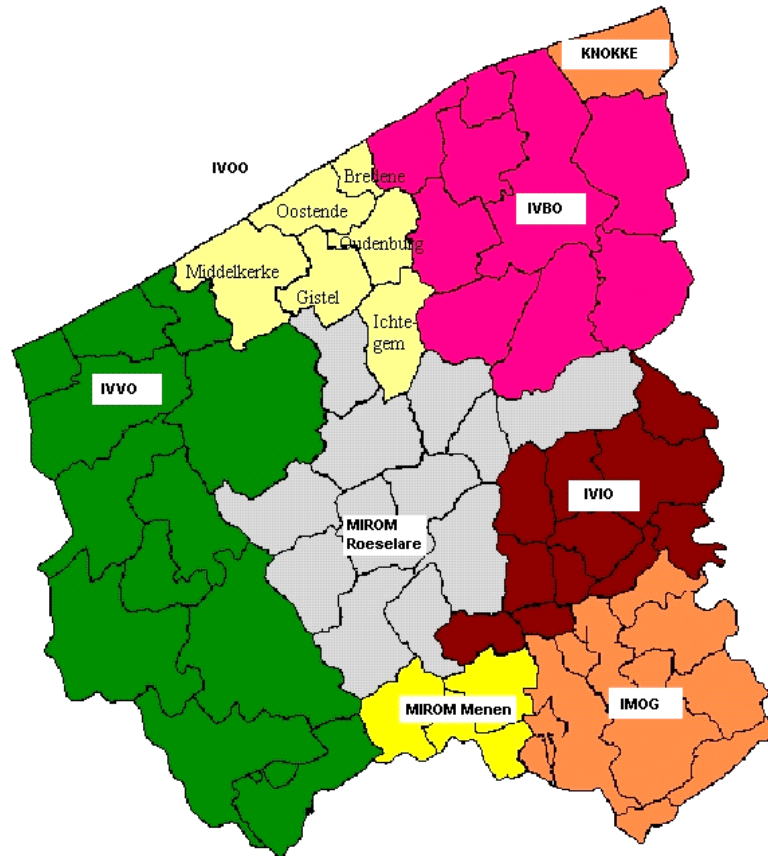 KNOKKE
IVOO
Bredene
IVBO
Oostende
Oudenburg
Middelkerke
Gistel
Ichte-
gem
IVVO
IVIO
MIROM
Roeselare
IMOG
MIROM Menen